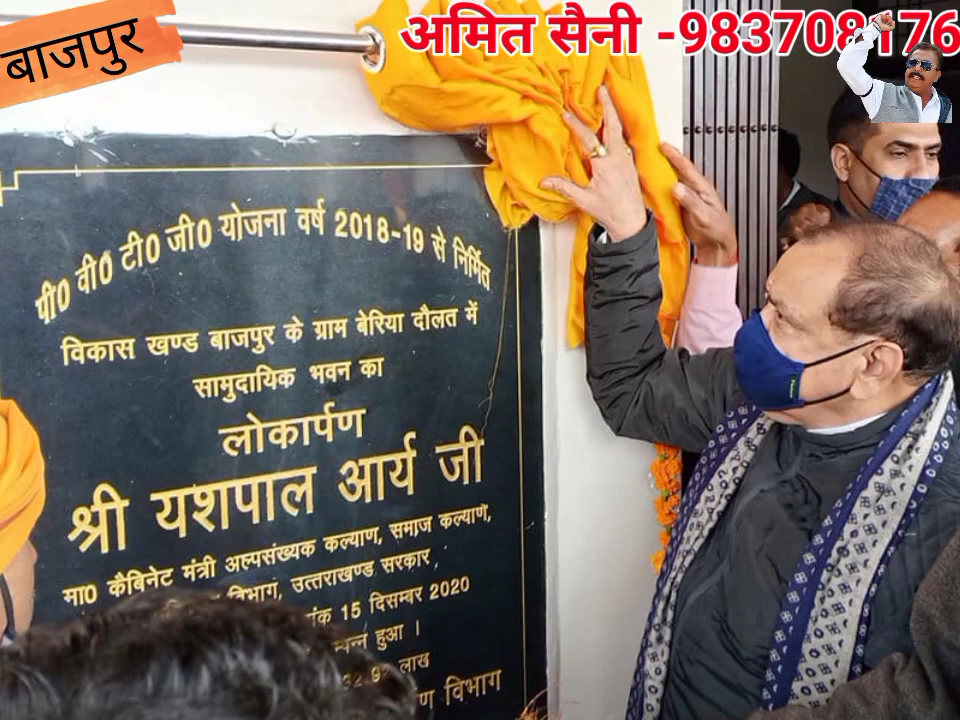 बाजपुर
अमित सैनी -983708176
पी0 वी0 टी0 जी0 योजना वर्ष 2018-19 से निर्मित
विकास खण्ड बाजपुर के ग्राम बेरिया दौलत में
सामुदायिक भवन का
लोकार्पण
श्री यशपाल आर्य जी
मा0 कैबिनेट मंत्री अल्पसंख्यक कल्याण, समाज कल्याण,
विभाग, उत्तराखण्ड सरकार
15 दिसम्बर 2020
हुआ ।
लाख
विभाग